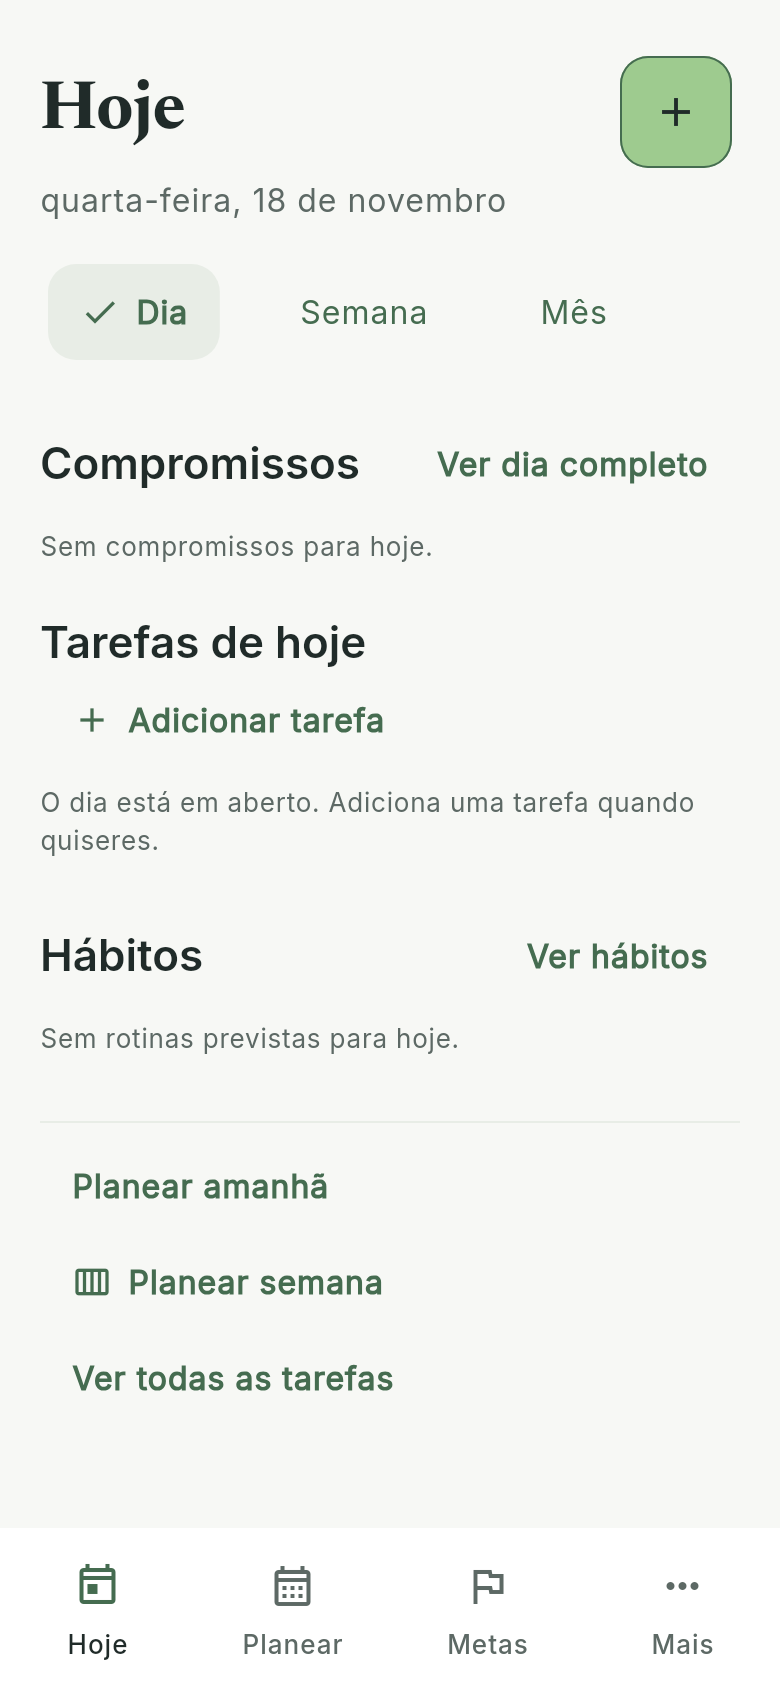 Hoje
quarta-feira, 18 de novembro
Dia
Semana
Mês
Compromissos
Ver dia completo
Sem compromissos para hoje.
Tarefas de hoje
Adicionar tarefa
O dia está em aberto. Adiciona uma tarefa quando
quiseres.
Hábitos
Ver hábitos
Sem rotinas previstas para hoje.
Planear amanhã
Planear semana
Ver todas as tarefas
Hoje
Planear
Metas
Mais